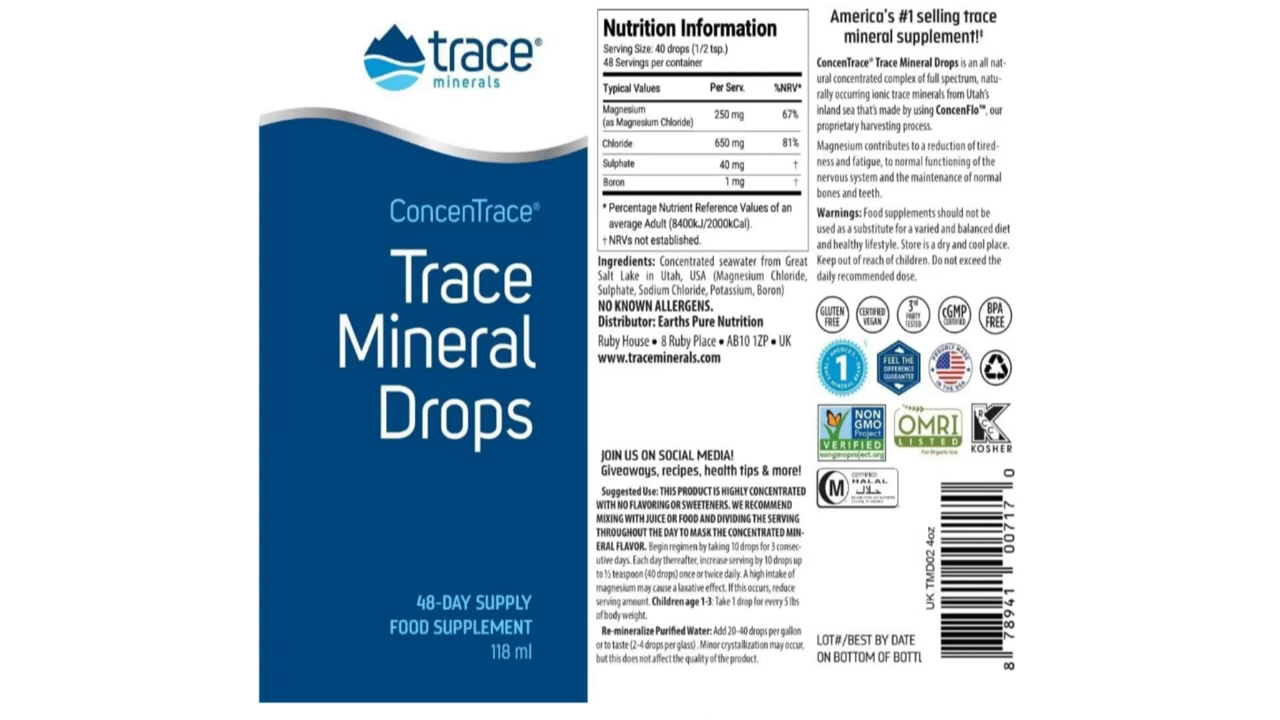 trace®
minerals
ConcenTrace®
Trace
Mineral
Drops
48-DAY SUPPLY
FOOD SUPPLEMENT
118 ml
Nutrition Information
Serving Size: 40 drops (1/2 tsp.)
48 Servings per container
Typical Values Per Serv. %NRV*
Magnesium
(as Magnesium Chloride) 250 mg 67%
Chloride 650 mg 81%
Sulphate 40 mg †
Boron 1 mg †
* Percentage Nutrient Reference Values of an
average Adult (8400kJ/2000kCal).
† NRVs not established.
Ingredients: Concentrated seawater from Great
Salt Lake in Utah, USA (Magnesium Chloride,
Sulphate, Sodium Chloride, Potassium, Boron)
NO KNOWN ALLERGENS.
Distributor: Earths Pure Nutrition
Ruby House • 8 Ruby Place • AB10 1ZP • UK
www.traceminerals.com
JOIN US ON SOCIAL MEDIA!
Giveaways, recipes, health tips & more!
Suggested Use: THIS PRODUCT IS HIGHLY CONCENTRATED
WITH NO FLAVORING OR SWEETENERS. WE RECOMMEND
MIXING WITH JUICE OR FOOD AND DIVIDING THE SERVING
THROUGHOUT THE DAY TO MASK THE CONCENTRATED MIN-
ERAL FLAVOR. Begin regimen by taking 10 drops for 3 consec-
utive days. Each day thereafter, increase serving by 10 drops up
to ½ teaspoon (40 drops) once or twice daily. A high intake of
magnesium may cause a laxative effect. If this occurs, reduce
serving amount. Children age 1-3: Take 1 drop for every 5 lbs
of body weight.
Re-mineralize Purified Water: Add 20-40 drops per gallon
or to taste (2-4 drops per glass) . Minor crystallization may occur,
but this does not affect the quality of the product.
America's #1 selling trace
mineral supplement!‡
ConcenTrace® Trace Mineral Drops is an all nat-
ural concentrated complex of full spectrum, natu-
rally occurring ionic trace minerals from Utah's
inland sea that's made by using ConcenFlo™, our
proprietary harvesting process.
Magnesium contributes to a reduction of tired-
ness and fatigue, to normal functioning of the
nervous system and the maintenance of normal
bones and teeth.
Warnings: Food supplements should not be
used as a substitute for a varied and balanced diet
and healthy lifestyle. Store is a dry and cool place.
Keep out of reach of children. Do not exceed the
daily recommended dose.
GLUTEN
FREE
CERTIFIED
VEGAN
3rd
PARTY
TESTED
cGMP
CERTIFIED
BPA
FREE
1
FEEL THE
DIFFERENCE
GUARANTEE
PROUDLY MADE
IN THE USA
NON
GMO
Project
VERIFIED
nongmoproject.org
OMRI
LISTED
For Organic Use
K
KOSHER
M
CERTIFIED
HALAL
حلال
UK TMD02 4oz
8 78941 00717 0
LOT#/BEST BY DATE
ON BOTTOM OF BOTTL